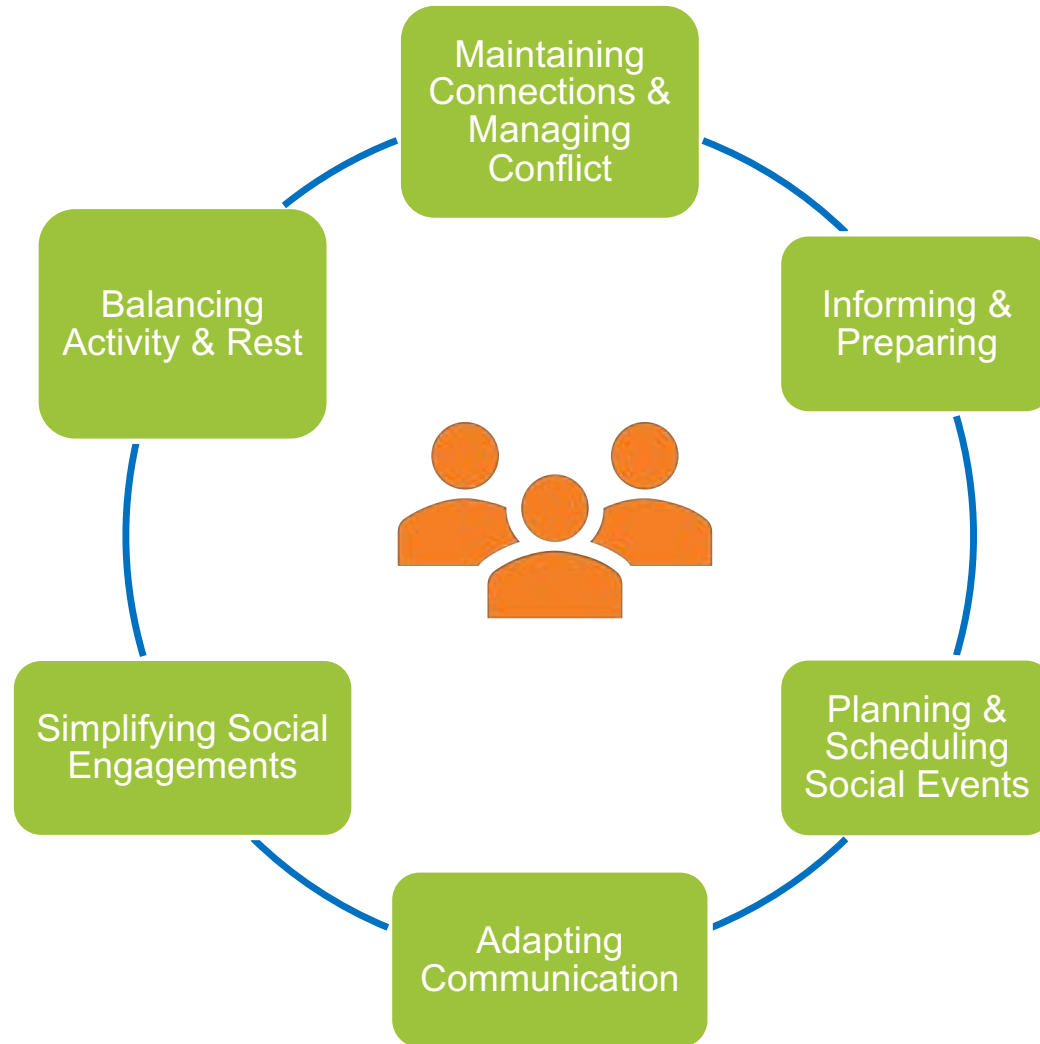 Maintaining
Connections &
Managing
Conflict
Informing &
Preparing
Planning &
Scheduling
Social Events
Adapting
Communication
Simplifying Social
Engagements
Balancing
Activity & Rest